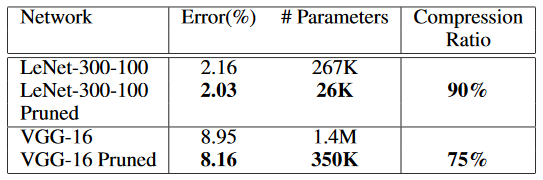 Network Error(%) # Parameters Compression
Ratio
LeNet-300-100 2.16 267K
LeNet-300-100 2.03 26K 90%
Pruned
VGG-16 8.95 1.4M
VGG-16 Pruned 8.16 350K 75%